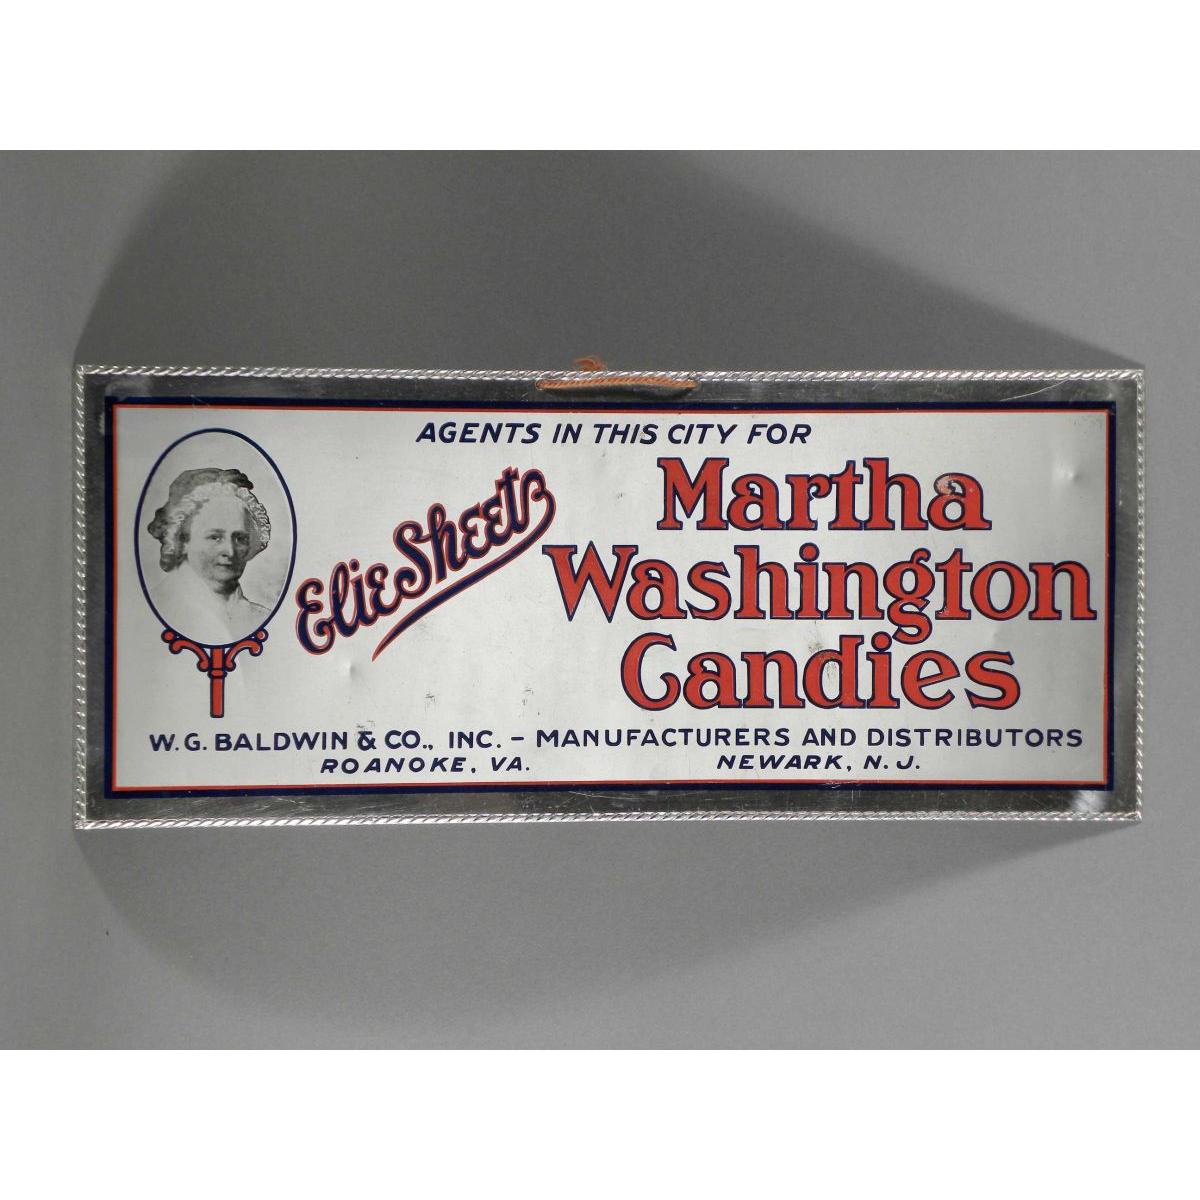 AGENTS IN THIS CITY FOR
Elie Sheetz
Martha
Washington
Candies
W. G. BALDWIN & CO., INC. – MANUFACTURERS AND DISTRIBUTORS
ROANOKE, VA. NEWARK, N. J.